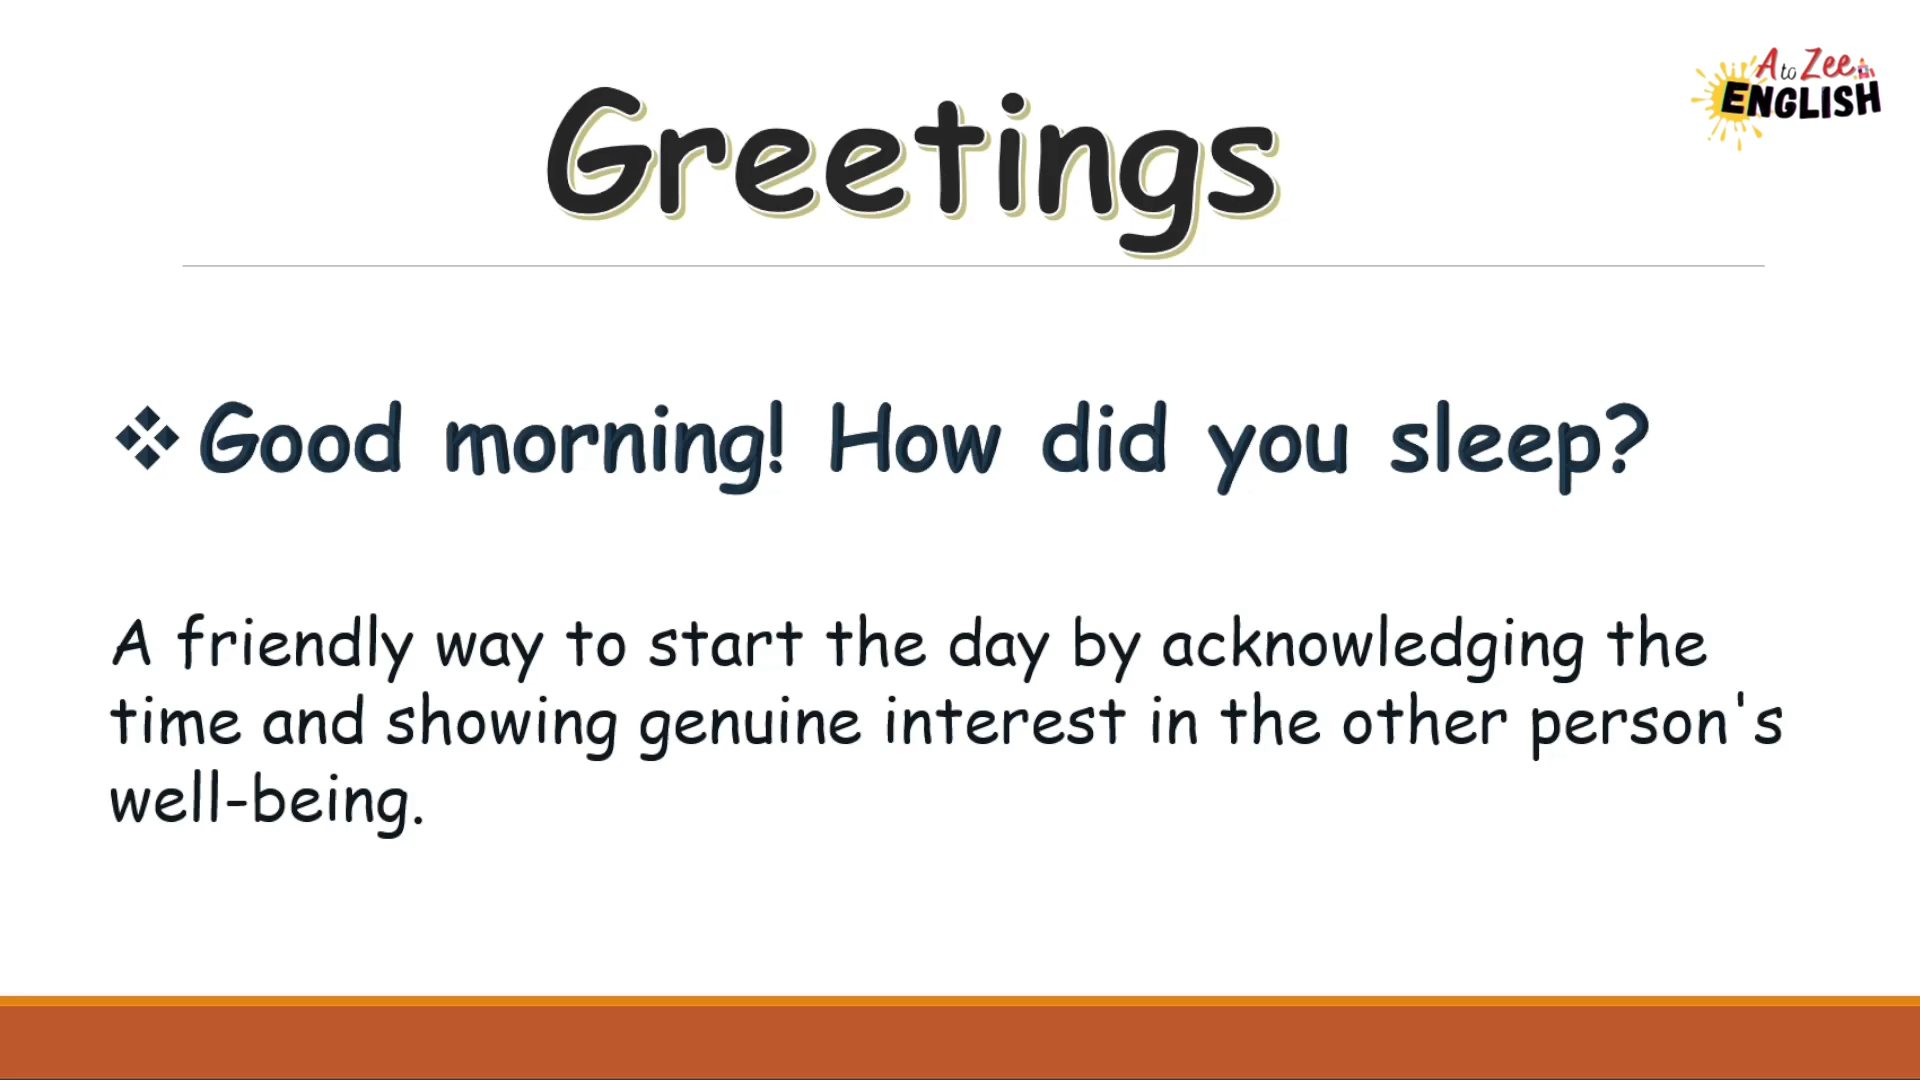 A to Zee
ENGLISH
Greetings
Good morning! How did you sleep?
A friendly way to start the day by acknowledging the
time and showing genuine interest in the other person's
well-being.